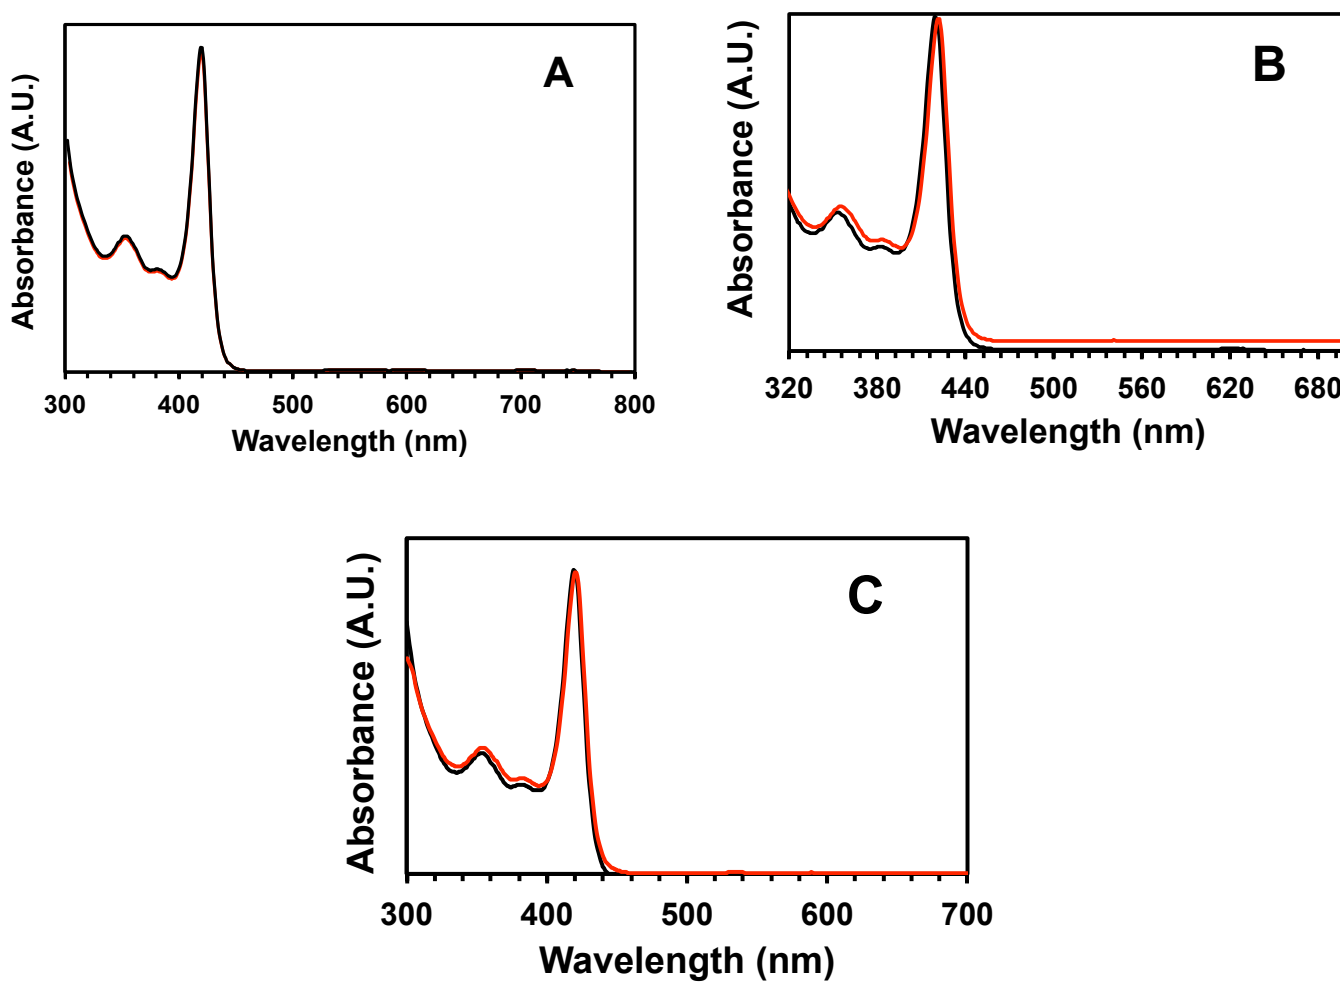 A
Absorbance (A.U.)
300 400 500 600 700 800
Wavelength (nm)
B
Absorbance (A.U.)
320 380 440 500 560 620 680
Wavelength (nm)
C
Absorbance (A.U.)
300 400 500 600 700
Wavelength (nm)